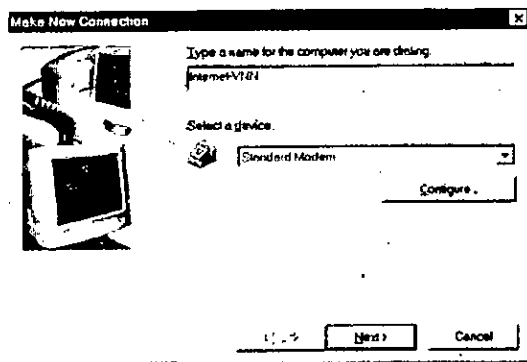 Make New Connection
Type a name for the computer you are dialing.
Internet-VNN
Select a device.
Standard Modem
Configure .
Next >
Cancel